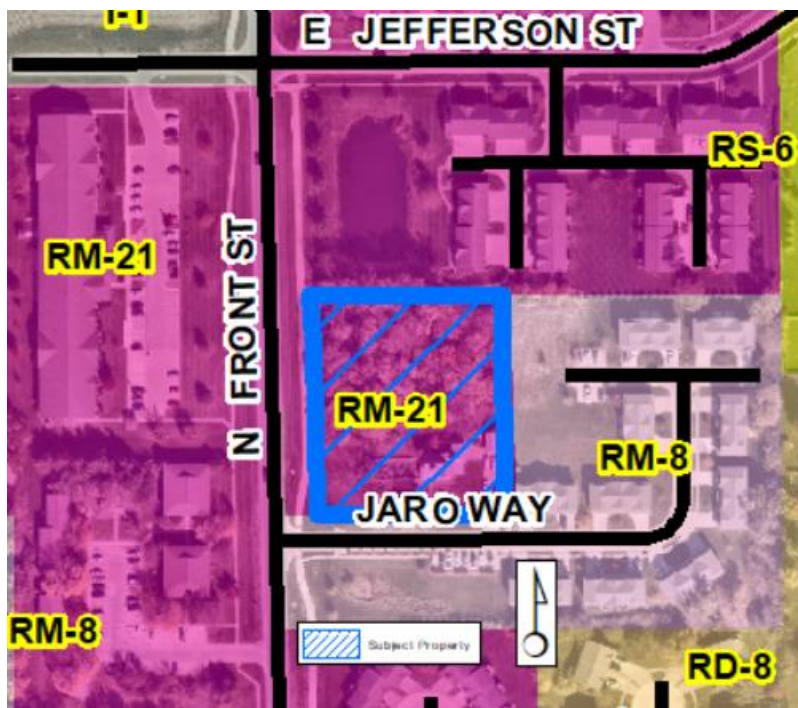 I-1
E JEFFERSON ST
RS-6
RM-21
N FRONT ST
RM-21
RM-8
JARO WAY
RM-8
Subject Property
RD-8